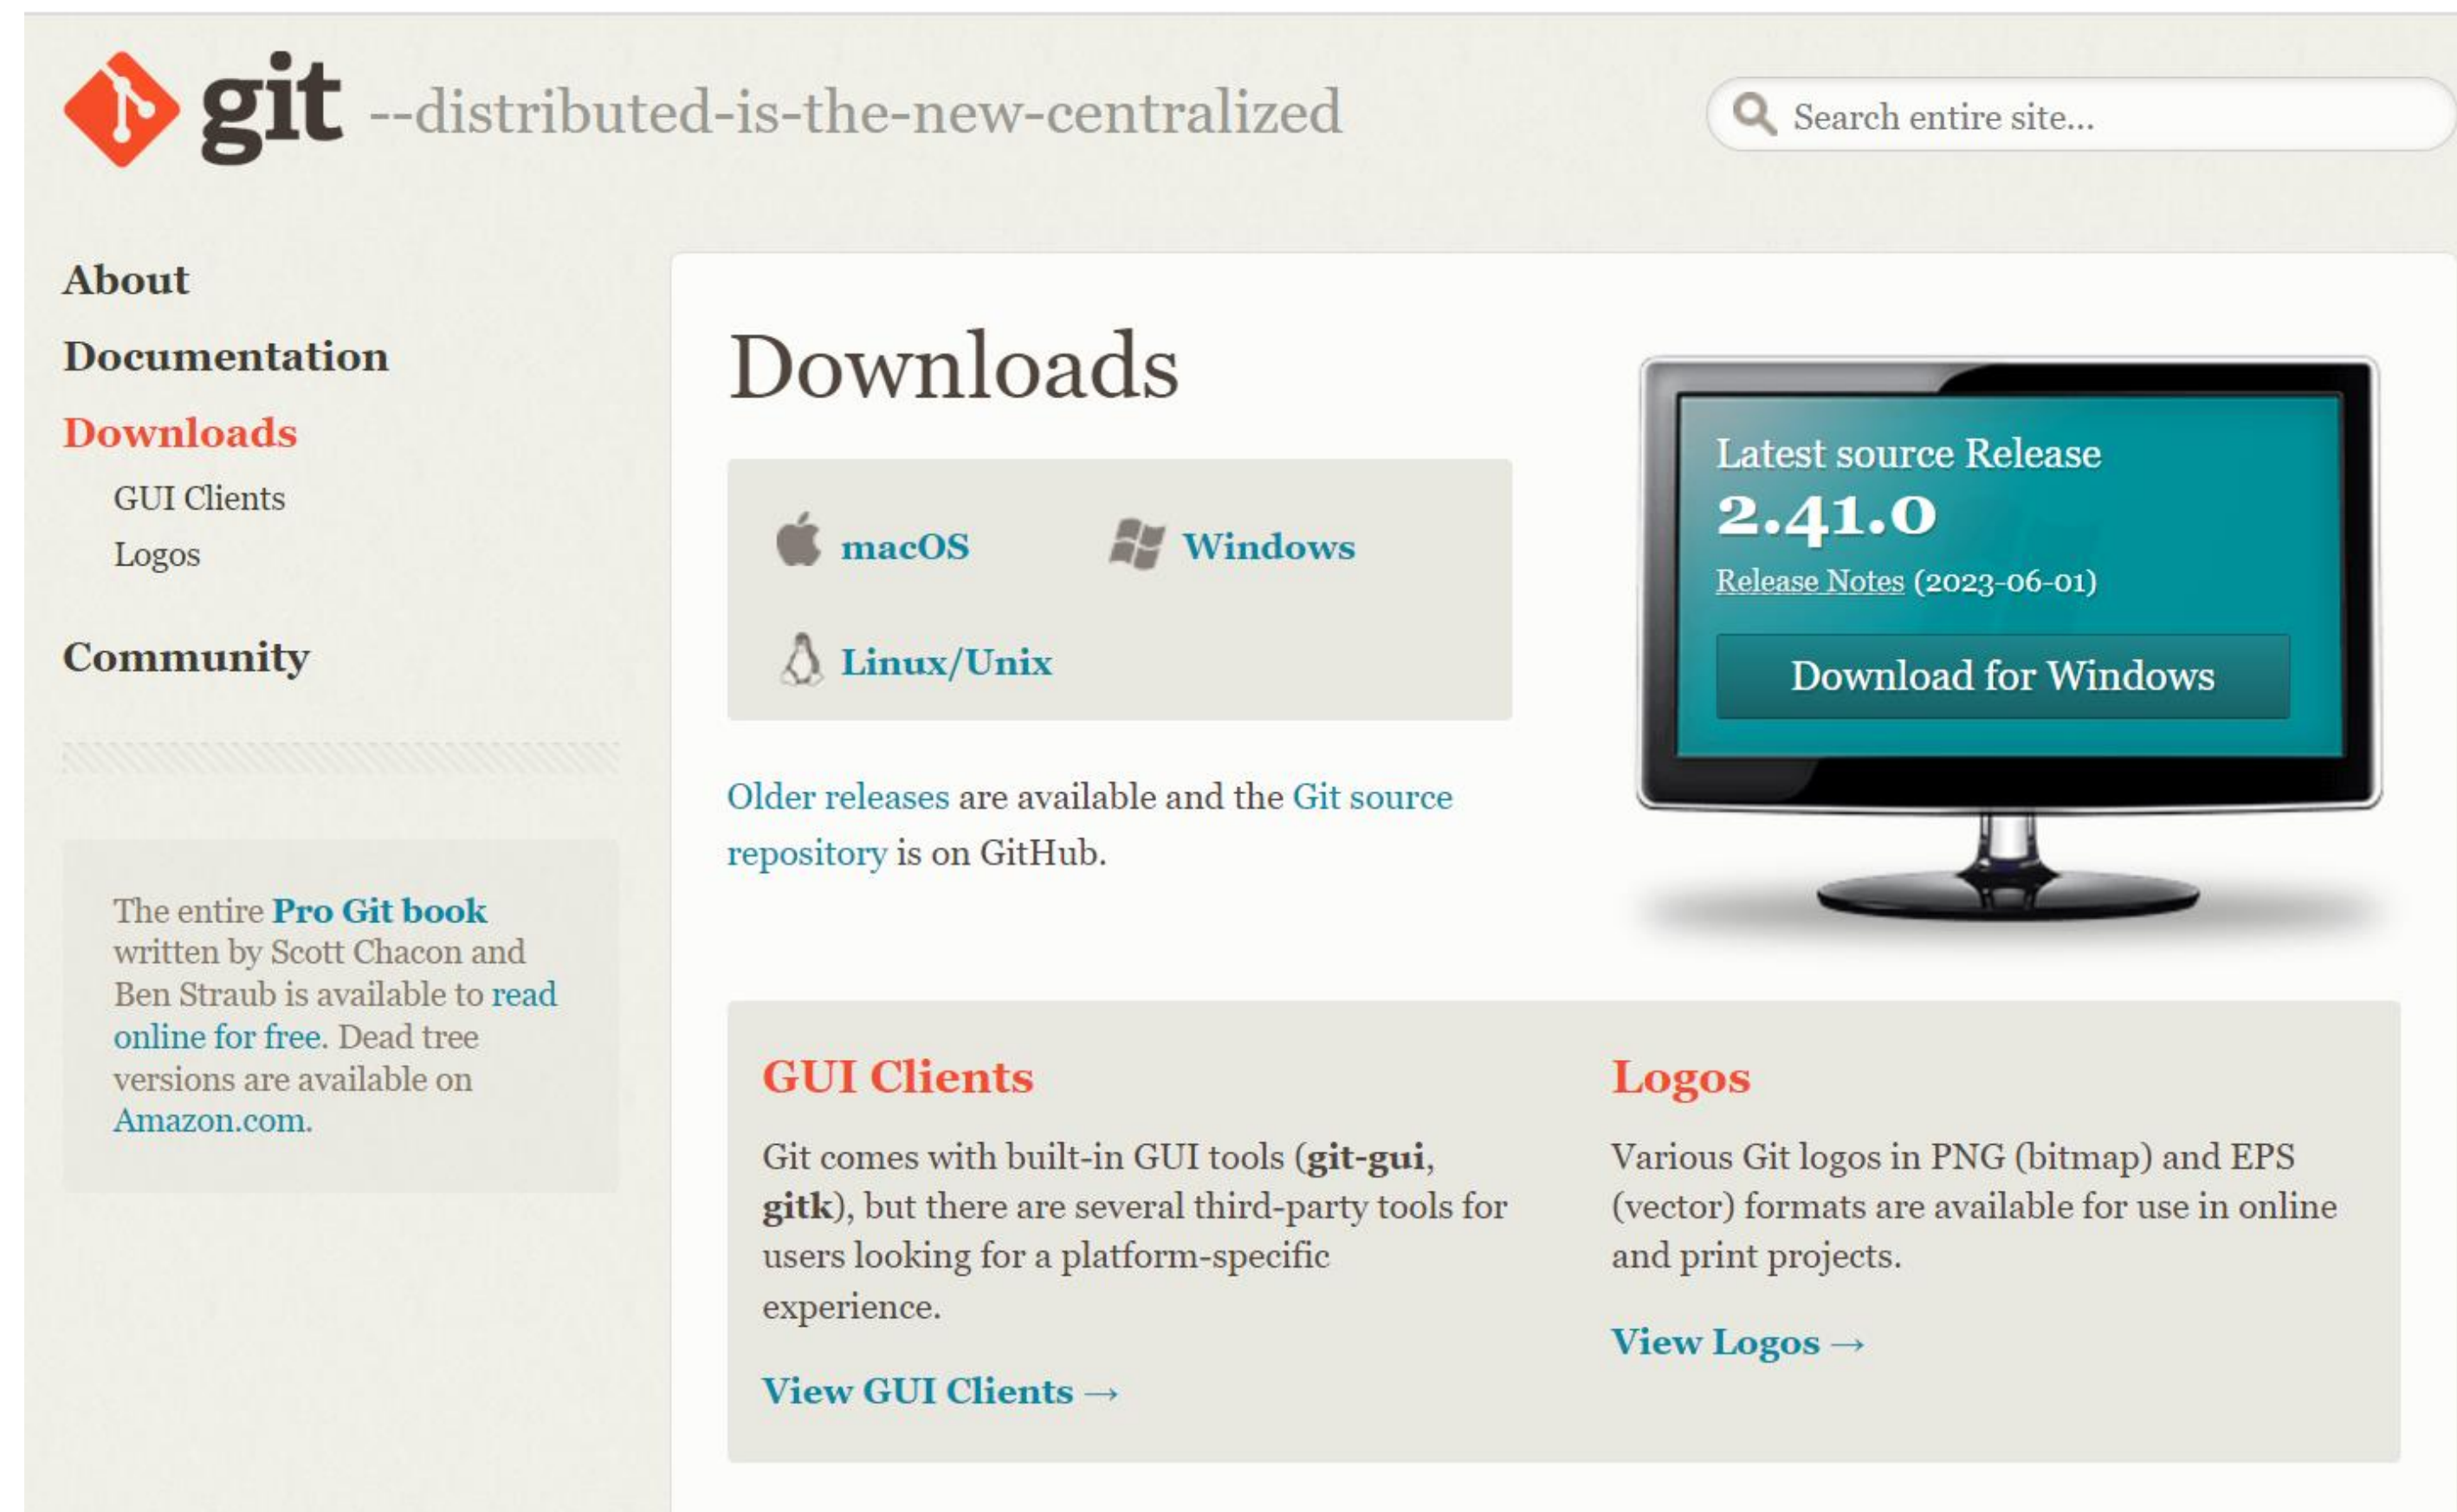 git --distributed-is-the-new-centralized
Search entire site...
About
Documentation
Downloads
GUI Clients
Logos
Community
The entire Pro Git book
written by Scott Chacon and
Ben Straub is available to read
online for free. Dead tree
versions are available on
Amazon.com.
Downloads
macOS
Windows
Linux/Unix
Older releases are available and the Git source
repository is on GitHub.
Latest source Release
2.41.0
Release Notes (2023-06-01)
Download for Windows
GUI Clients
Git comes with built-in GUI tools (git-gui,
gitk), but there are several third-party tools for
users looking for a platform-specific
experience.
View GUI Clients →
Logos
Various Git logos in PNG (bitmap) and EPS
(vector) formats are available for use in online
and print projects.
View Logos →